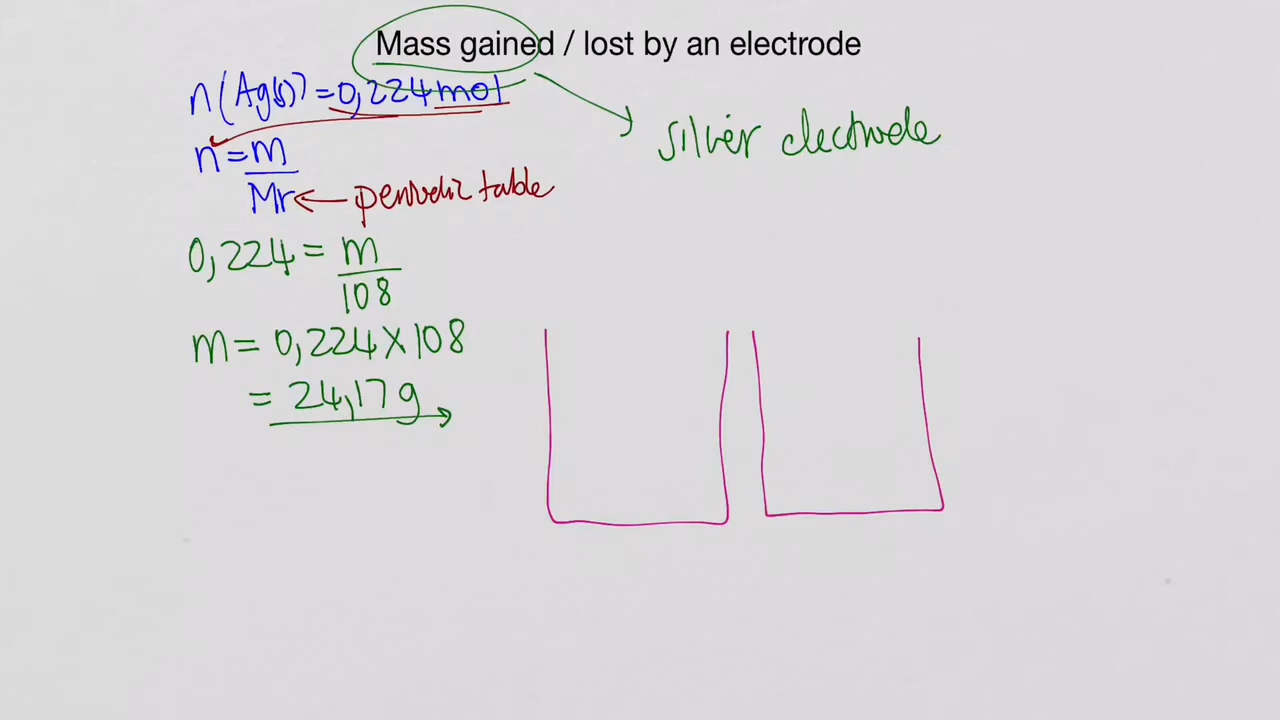 Mass gained / lost by an electrode
n(Ag(s)) = 0,224 mol
silver electrode
n = m
Mr ← periodic table
0,224 = m
108
m = 0,224 × 108
= 24,17 g